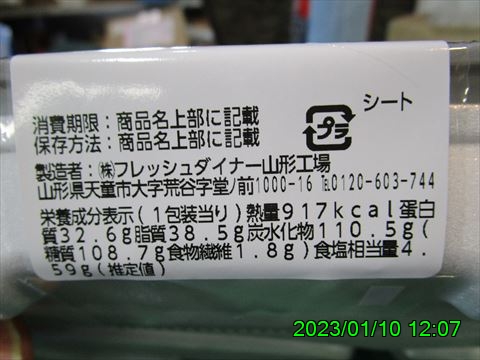 消費期限：商品名上部に記載
保存方法：商品名上部に記載
プラ
シート
製造者：㈱フレッシュダイナー山形工場
山形県天童市大字荒谷字堂ノ前1000-16 ℡0120-603-744
栄養成分表示(1包装当り)熱量917kcal蛋白
質32.6g脂質38.5g炭水化物110.5g(
糖質108.7g食物繊維1.8g)食塩相当量4.
59g(推定値)
2023/01/10 12:07